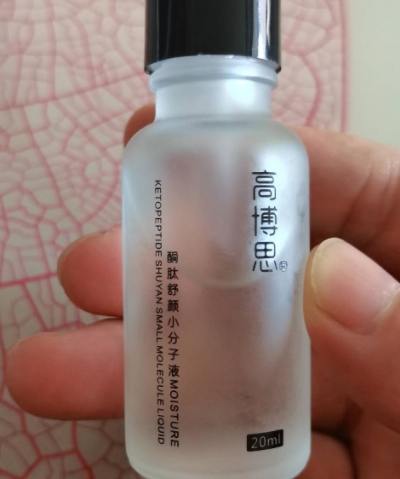 高博思
酮肽舒颜小分子液MOISTURE
KETOPEPTIDE SHUYAN SMALL MOLECULE LIQUID
20ml